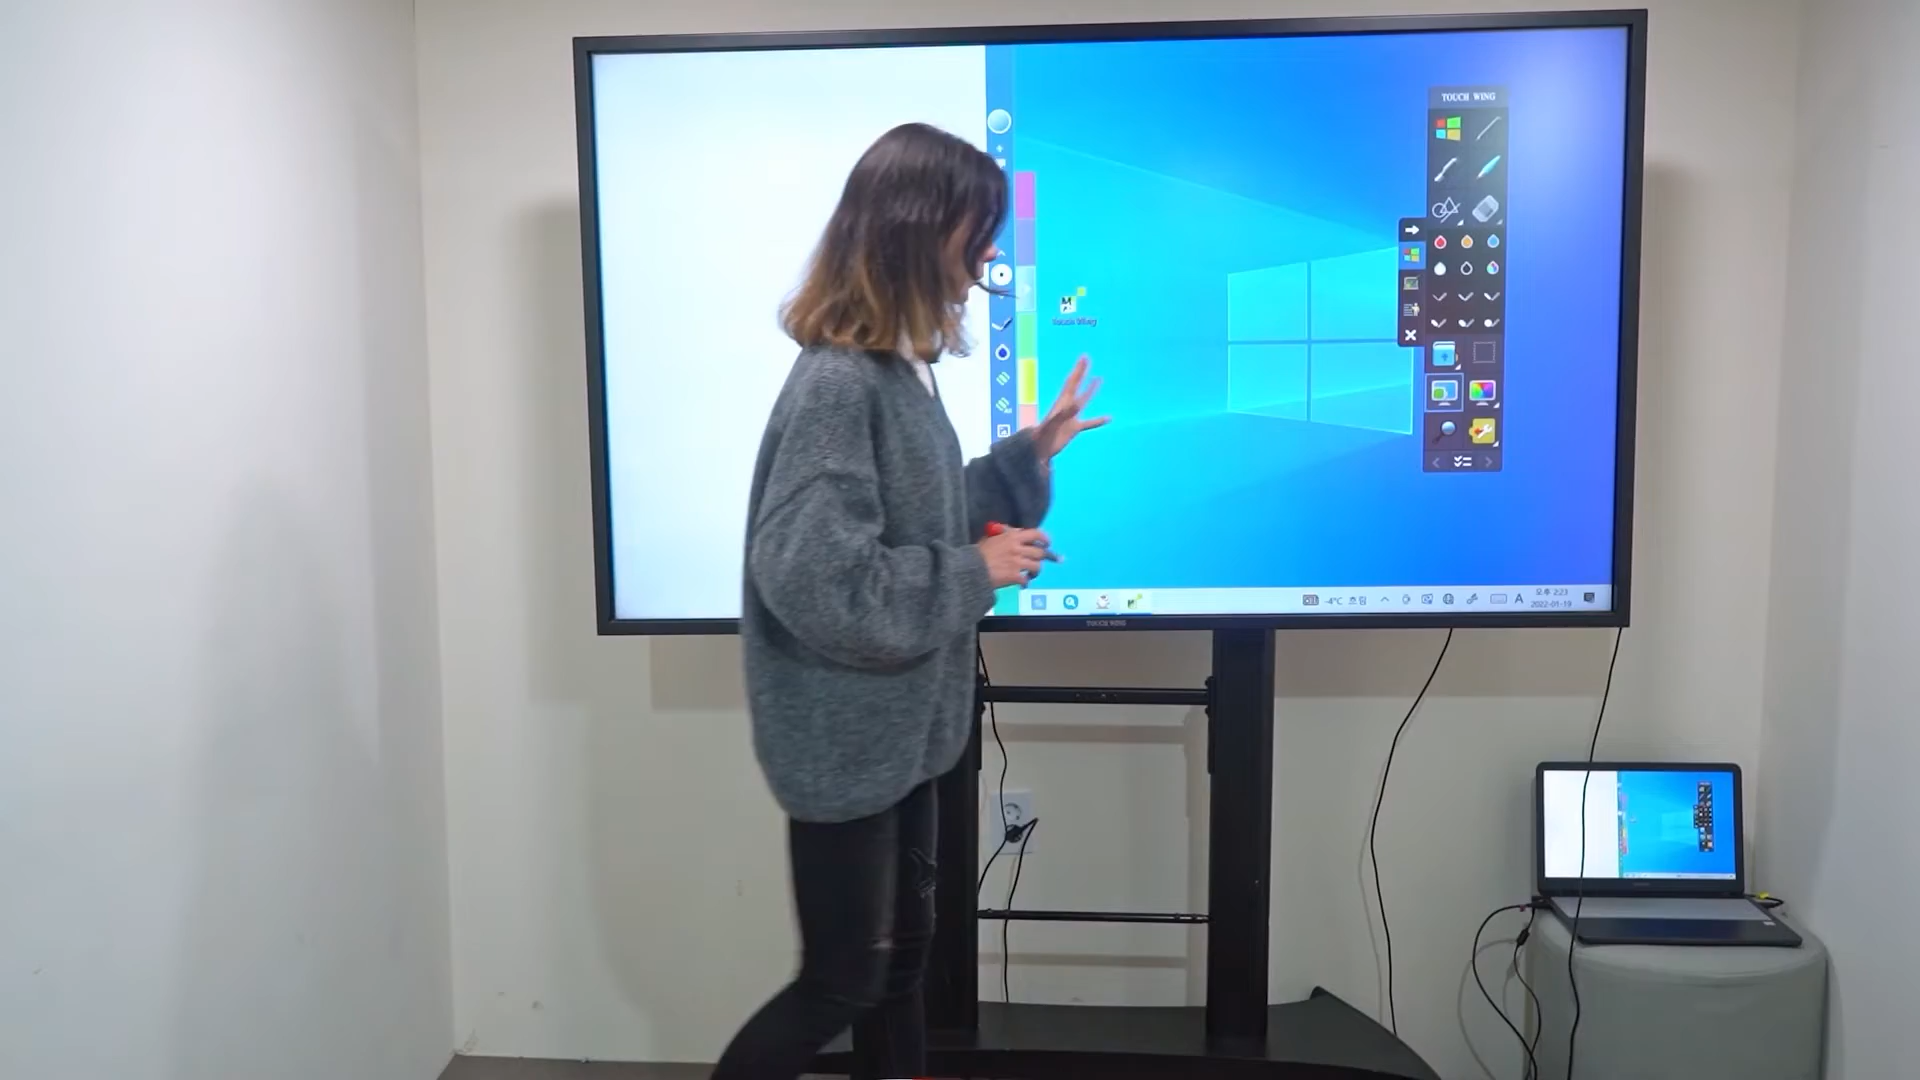 TOUCH WING
Touch Wing
-4°C 흐림
A
오후 2:23
2022-01-19
TOUCH WING